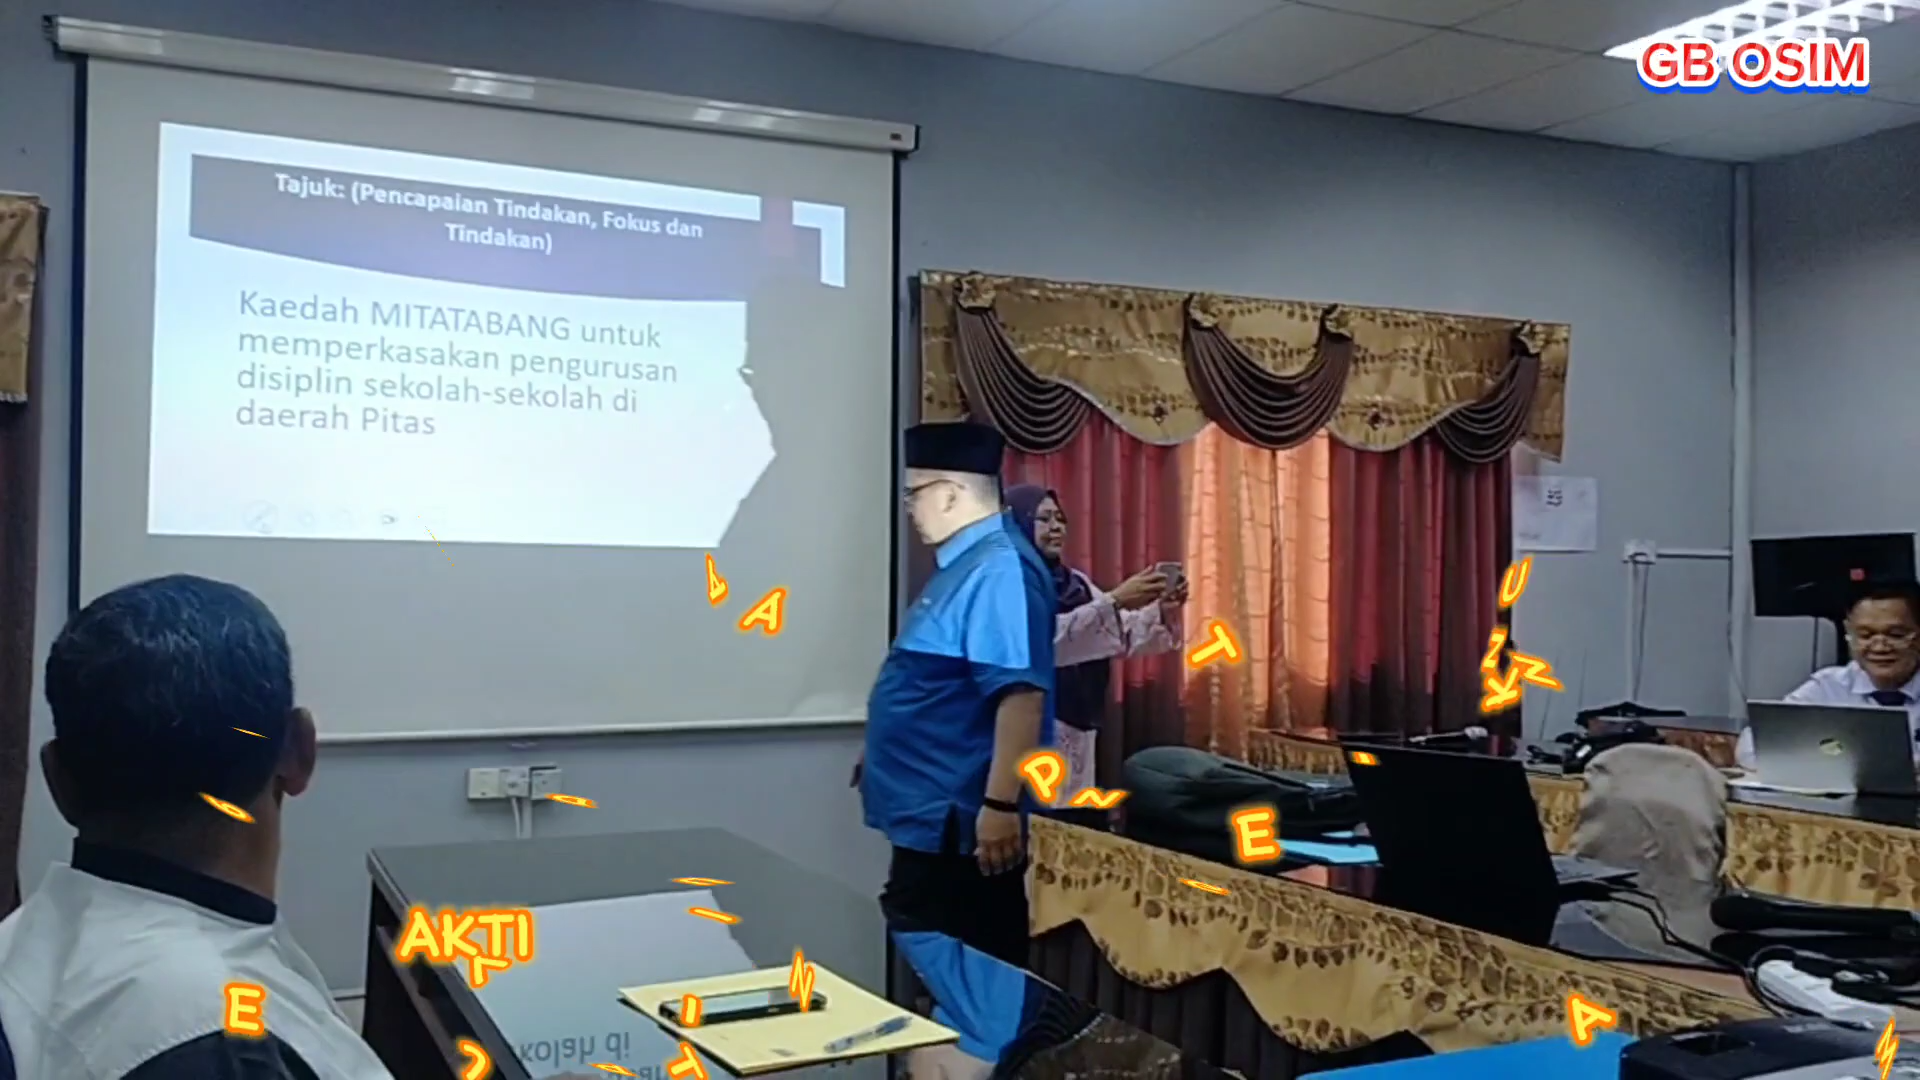 GB OSIM
Tajuk: (Pencapaian Tindakan, Fokus dan
Tindakan)
Kaedah MITATABANG untuk
memperkasakan pengurusan
disiplin sekolah-sekolah di
daerah Pitas
AKTI